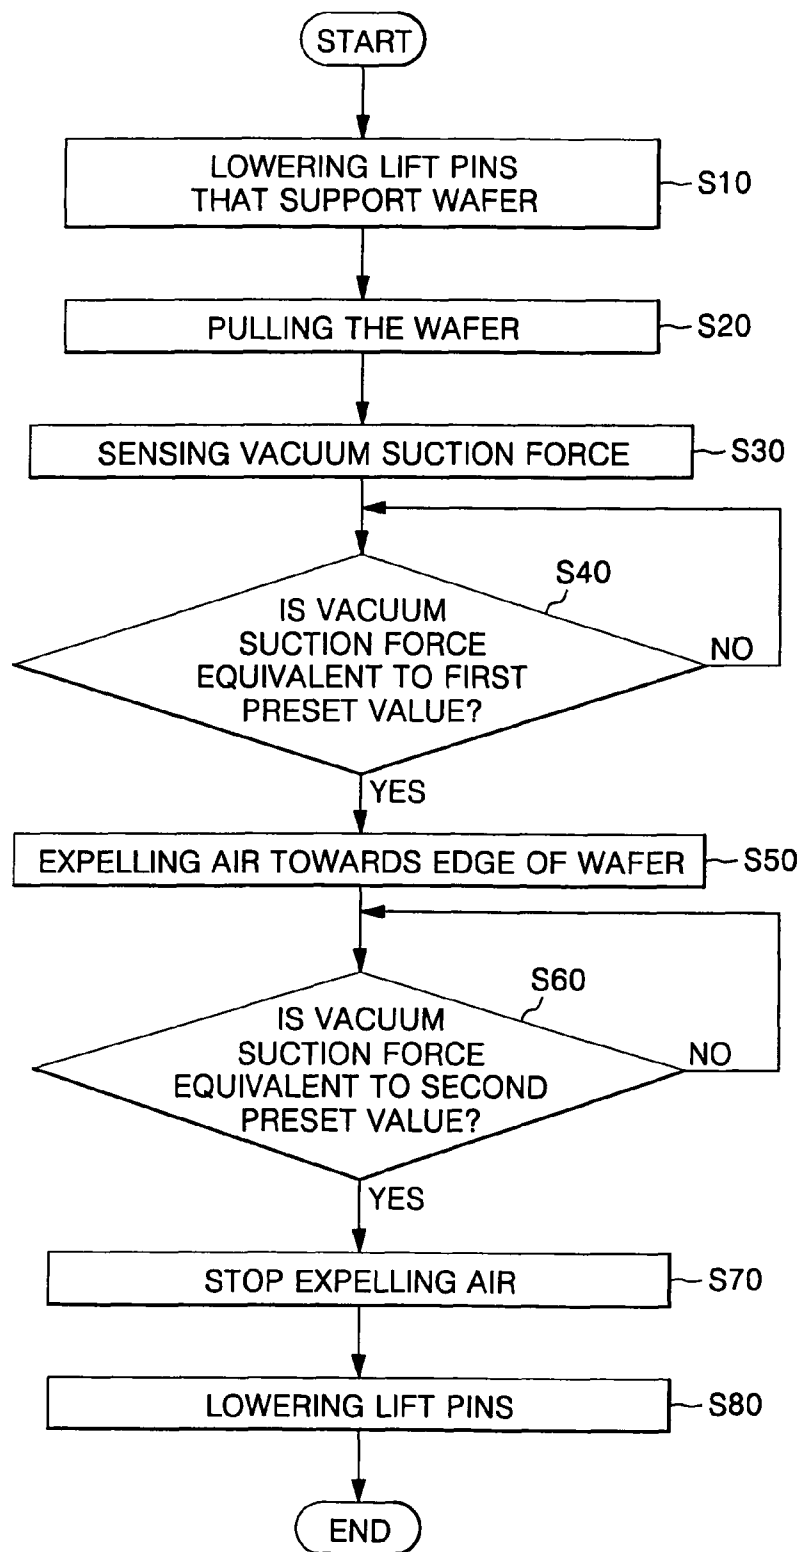 START
LOWERING LIFT PINS
THAT SUPPORT WAFER
S10
PULLING THE WAFER
S20
SENSING VACUUM SUCTION FORCE
S30
S40
IS VACUUM
SUCTION FORCE
EQUIVALENT TO FIRST
PRESET VALUE?
NO
YES
EXPELLING AIR TOWARDS EDGE OF WAFER
S50
S60
IS VACUUM
SUCTION FORCE
EQUIVALENT TO SECOND
PRESET VALUE?
NO
YES
STOP EXPELLING AIR
S70
LOWERING LIFT PINS
S80
END